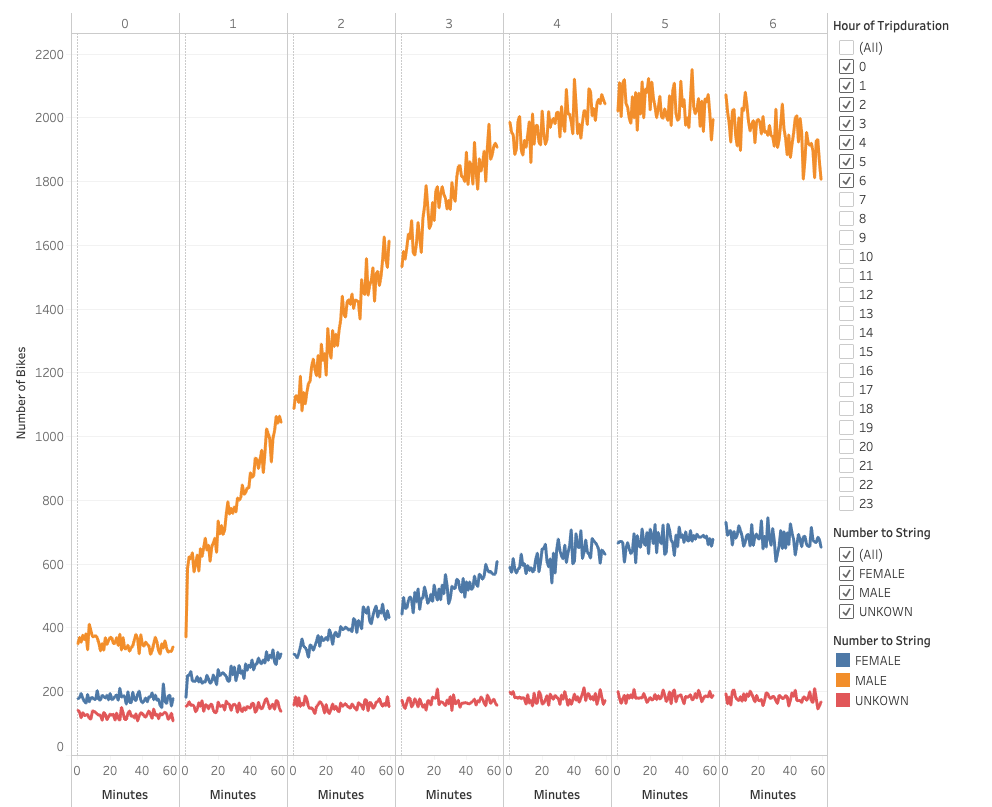 0 1 2 3 4 5 6
Number of Bikes
2200
2000
1800
1600
1400
1200
1000
800
600
400
200
0
0 20 40 60 0 20 40 60 0 20 40 60 0 20 40 60 0 20 40 60 0 20 40 60 0 20 40 60
Minutes Minutes Minutes Minutes Minutes Minutes Minutes
Hour of Tripduration
(All)
0
1
2
3
4
5
6
7
8
9
10
11
12
13
14
15
16
17
18
19
20
21
22
23
Number to String
(All)
FEMALE
MALE
UNKOWN
Number to String
FEMALE
MALE
UNKOWN